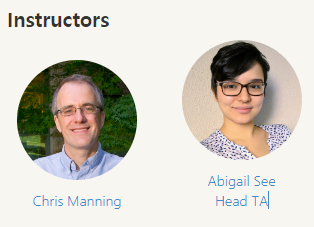 Instructors
Chris Manning
Abigail See
Head TA